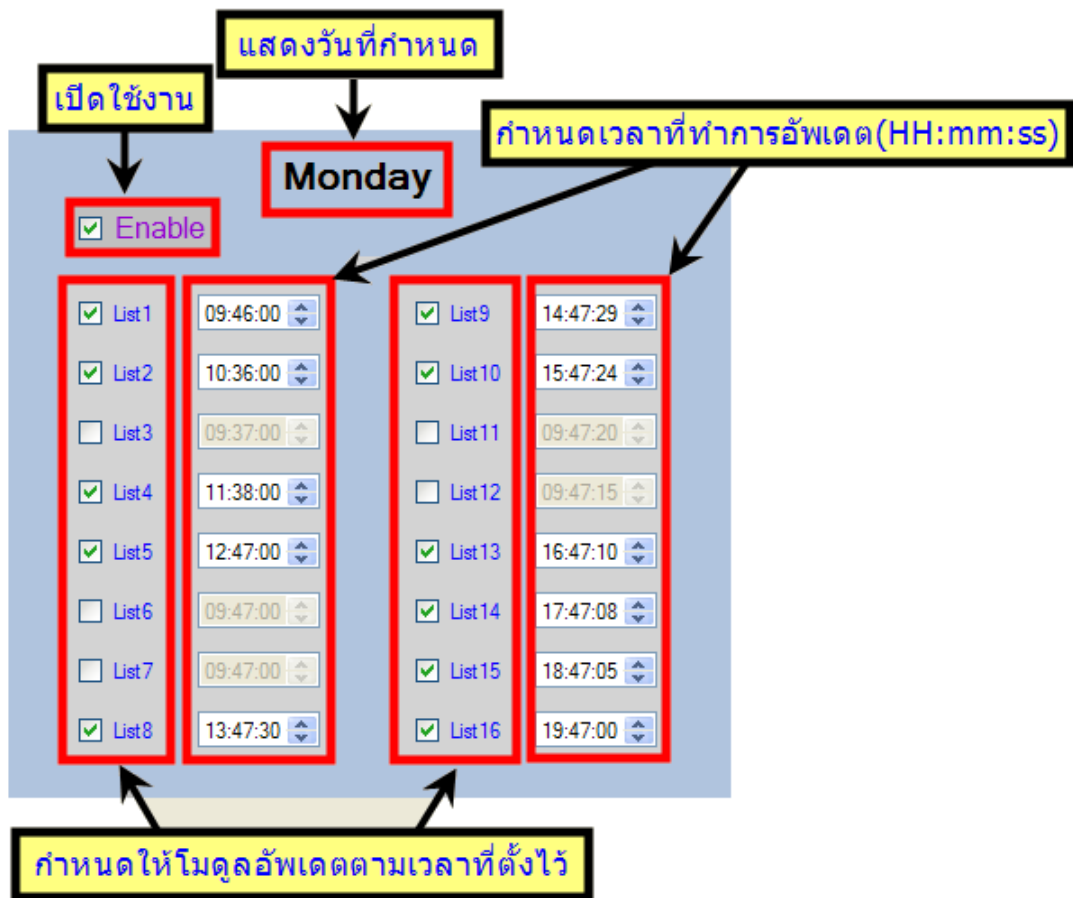 แสดงวันที่กำหนด
เปิดใช้งาน
กำหนดเวลาที่ทำการอัพเดต(HH:mm:ss)
Monday
Enable
List1 09:46:00 List9 14:47:29
List2 10:36:00 List10 15:47:24
List3 09:37:00 List11 09:47:20
List4 11:38:00 List12 09:47:15
List5 12:47:00 List13 16:47:10
List6 09:47:00 List14 17:47:08
List7 09:47:00 List15 18:47:05
List8 13:47:30 List16 19:47:00
กำหนดให้โมดูลอัพเดตตามเวลาที่ตั้งไว้